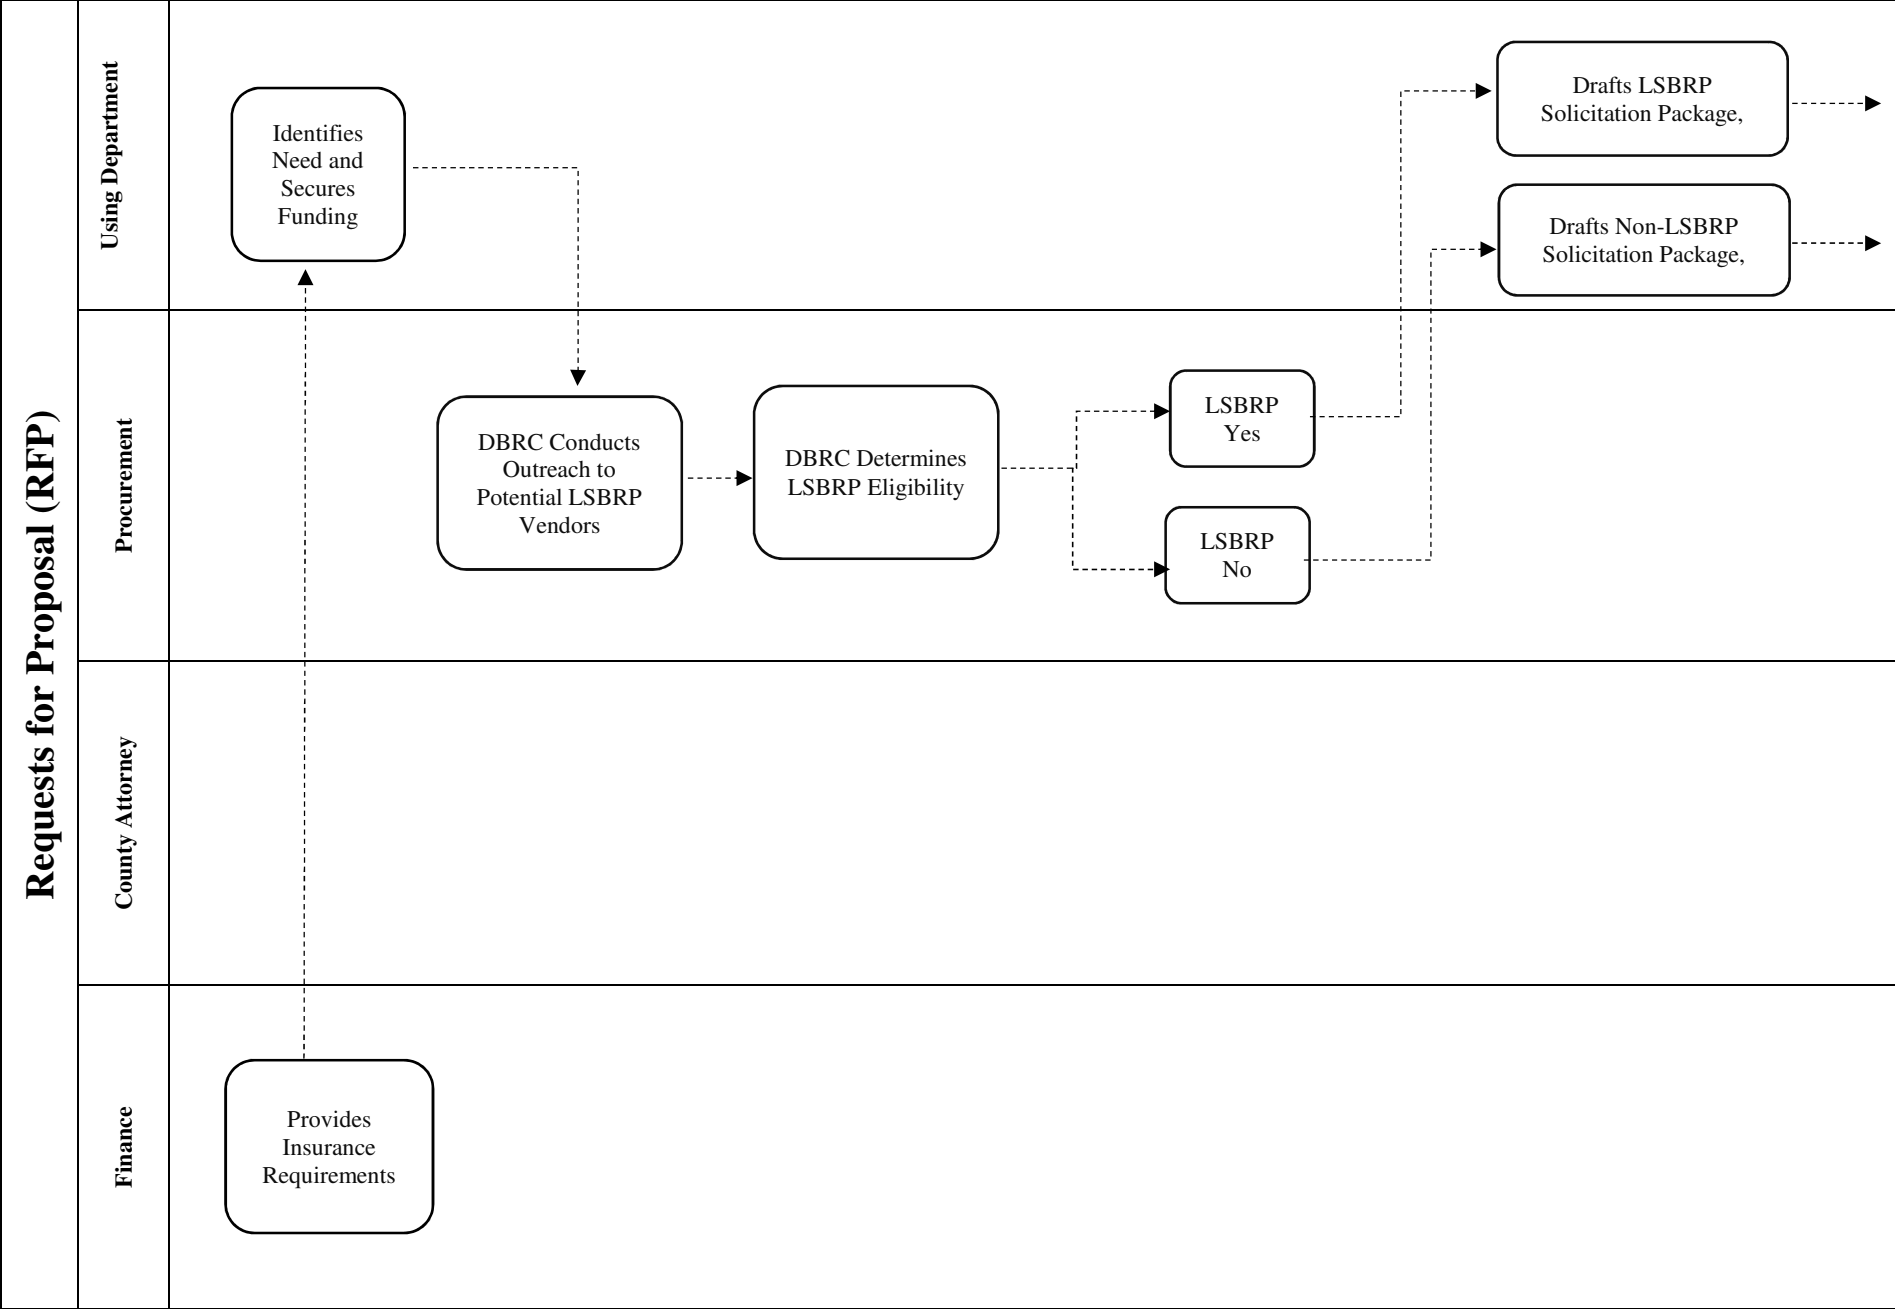 Requests for Proposal (RFP)
Using Department
Identifies
Need and
Secures
Funding
Drafts LSBRP
Solicitation Package,
Drafts Non-LSBRP
Solicitation Package,
Procurement
DBRC Conducts
Outreach to
Potential LSBRP
Vendors
DBRC Determines
LSBRP Eligibility
LSBRP
Yes
LSBRP
No
County Attorney
Finance
Provides
Insurance
Requirements